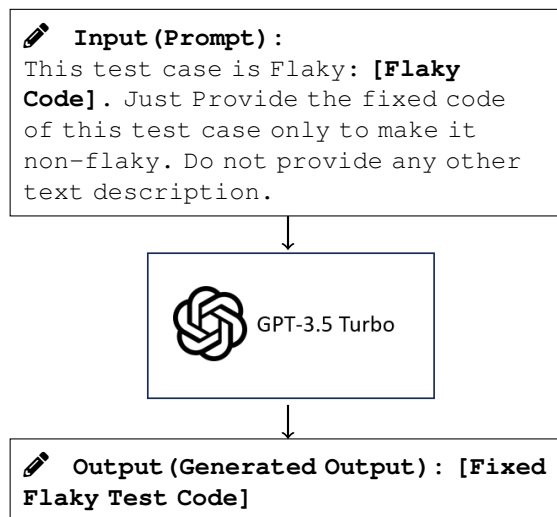 Input(Prompt):
This test case is Flaky: [Flaky
Code]. Just Provide the fixed code
of this test case only to make it
non-flaky. Do not provide any other
text description.
GPT-3.5 Turbo
Output(Generated Output): [Fixed
Flaky Test Code]